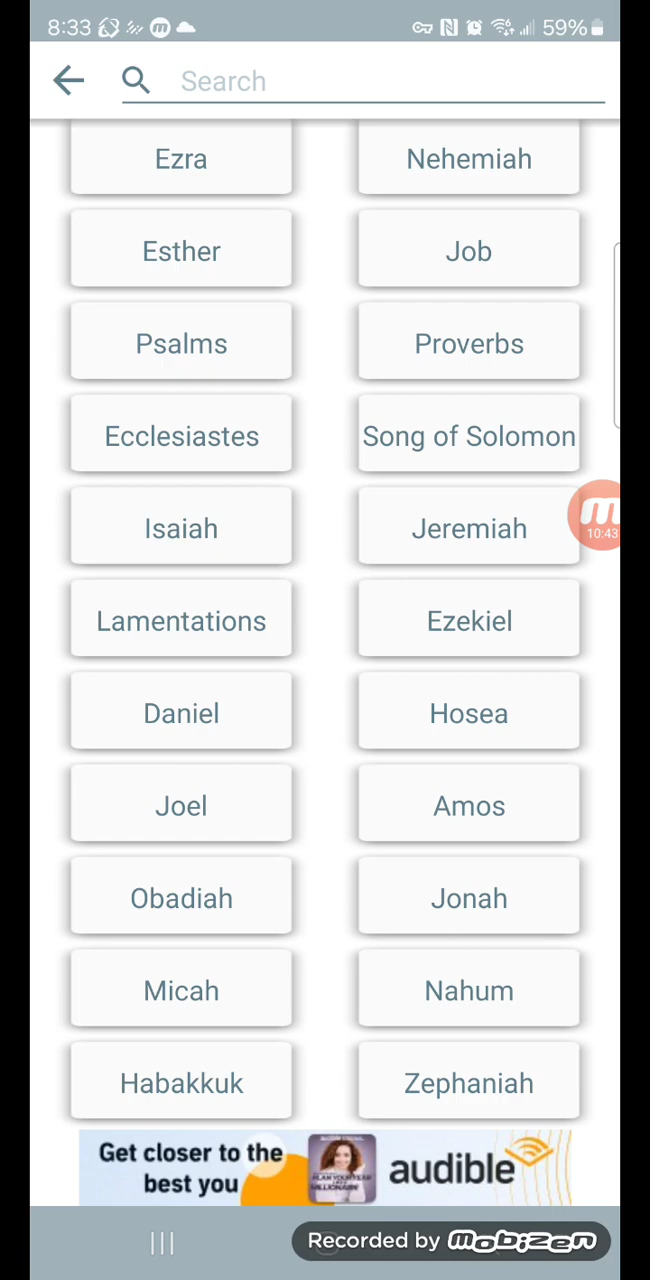 8:33 m 59%
Search
Ezra Nehemiah
Esther Job
Psalms Proverbs
Ecclesiastes Song of Solomon
Isaiah Jeremiah
m
10:43
Lamentations Ezekiel
Daniel Hosea
Joel Amos
Obadiah Jonah
Micah Nahum
Habakkuk Zephaniah
Get closer to the
best you
audible
Recorded by mobizen